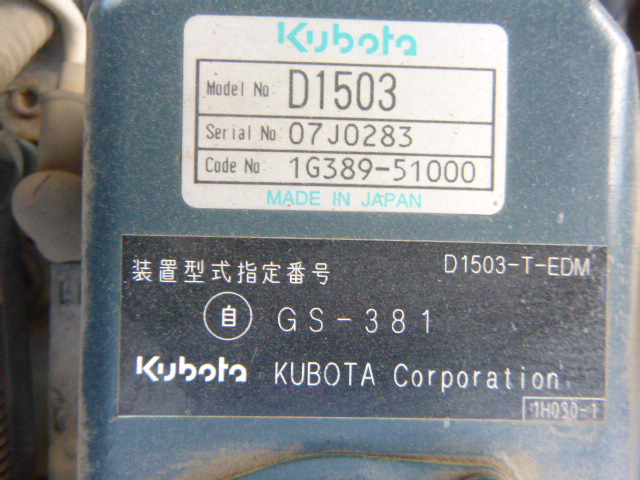 Kubota
Model No D1503
Serial No 07J0283
Code No 1G389-51000
MADE IN JAPAN
装置型式指定番号 D1503-T-EDM
自 GS-381
Kubota KUBOTA Corporation
1H030-1